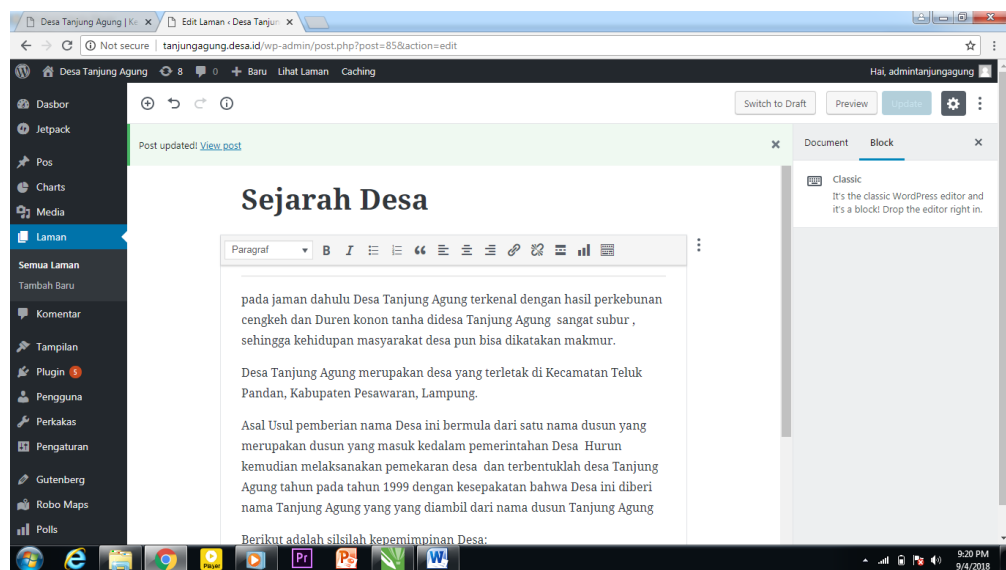 Desa Tanjung Agung | Ke
Edit Laman ‹ Desa Tanjun
Not secure | tanjungagung.desa.id/wp-admin/post.php?post=85&action=edit
Desa Tanjung Agung 8 0 + Baru Lihat Laman Caching Hai, admintanjungagung
Dasbor
Jetpack
Pos
Charts
Media
Laman
Semua Laman
Tambah Baru
Komentar
Tampilan
Plugin 5
Pengguna
Perkakas
Pengaturan
Gutenberg
Robo Maps
Polls
Switch to Draft Preview Update
Post updated! View post
Document Block
Classic
It's the classic WordPress editor and
it's a block! Drop the editor right in.
Sejarah Desa
Paragraf B I
pada jaman dahulu Desa Tanjung Agung terkenal dengan hasil perkebunan
cengkeh dan Duren konon tanha didesa Tanjung Agung sangat subur ,
sehingga kehidupan masyarakat desa pun bisa dikatakan makmur.
Desa Tanjung Agung merupakan desa yang terletak di Kecamatan Teluk
Pandan, Kabupaten Pesawaran, Lampung.
Asal Usul pemberian nama Desa ini bermula dari satu nama dusun yang
merupakan dusun yang masuk kedalam pemerintahan Desa Hurun
kemudian melaksanakan pemekaran desa dan terbentuklah desa Tanjung
Agung tahun pada tahun 1999 dengan kesepakatan bahwa Desa ini diberi
nama Tanjung Agung yang yang diambil dari nama dusun Tanjung Agung
Berikut adalah silsilah kepemimpinan Desa:
Player
Pr
W
9:20 PM
9/4/2018